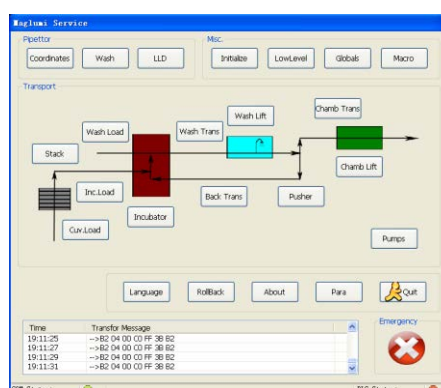 Maglumi Service
Pipettor
Misc.
Coordinates Wash LLD Initialize LowLevel Globals Macro
Transport
Chamb Trans
Wash Lift
Wash Load Wash Trans
Stack
Chamb Lift
Inc.Load Back Trans Pusher
Incubator
Cuv.Load
Pumps
Language RollBack About Para Quit
Emergency
Time Transfor Message
19:11:25 -->B2 04 00 C0 FF 3B B2
19:11:27 -->B2 04 00 C0 FF 3B B2
19:11:29 -->B2 04 00 C0 FF 3B B2
19:11:31 -->B2 04 00 C0 FF 3B B2